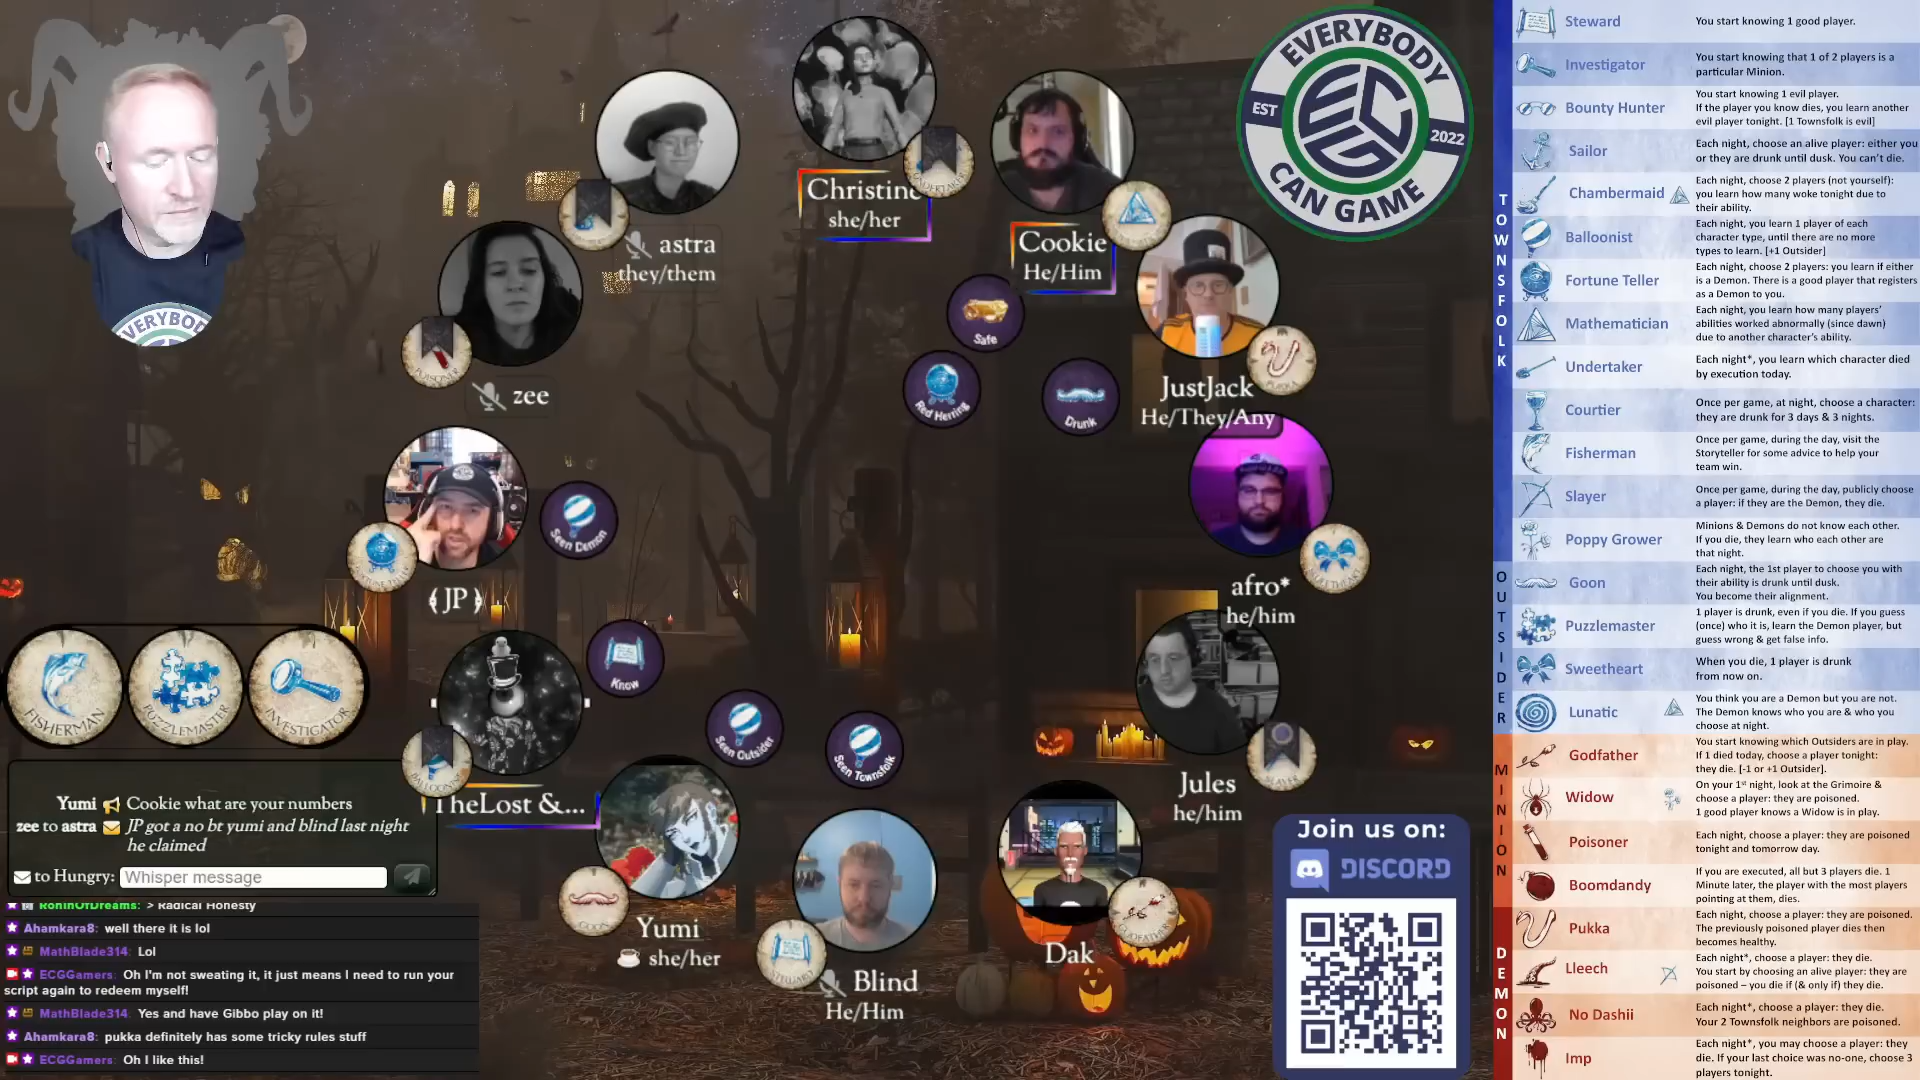 EVERYBODY
CAN GAME
EST
2022
ECG
VERYBOD
Christine
she/her
UNDERTAKER
Cookie
He/Him
astra
they/them
zee
POISONER
JP
Safe
Red Herring
Drunk
JustJack
He/They/Any
PUKKA
afro*
he/him
SWEETHEART
Seen Demon
Know
Seen Outsider
Seen Townsfolk
TheLost &...
BALLOONIST
Jules
he/him
SLAYER
Yumi
she/her
GOON
Blind
He/Him
STEWARD
Dak
GODFATHER
FISHERMAN
PUZZLEMASTER
INVESTIGATOR
Yumi Cookie what are your numbers
zee to astra JP got a no bt yumi and blind last night
he claimed
to Hungry: Whisper message
RoninOfDreams: > Radical Honesty
Ahamkara8: well there it is lol
MathBlade314: Lol
ECGGamers: Oh I'm not sweating it, it just means I need to run your
script again to redeem myself!
MathBlade314: Yes and have Gibbo play on it!
Ahamkara8: pukka definitely has some tricky rules stuff
ECGGamers: Oh I like this!
Join us on:
DISCORD
TOWNSFOLK
Steward You start knowing 1 good player.
Investigator You start knowing that 1 of 2 players is a
particular Minion.
Bounty Hunter You start knowing 1 evil player.
If the player you know dies, you learn another
evil player tonight. [1 Townsfolk is evil]
Sailor Each night, choose an alive player: either you
or they are drunk until dusk. You can't die.
Chambermaid Each night, choose 2 players (not yourself):
you learn how many woke tonight due to
their ability.
Balloonist Each night, you learn 1 player of each
character type, until there are no more
types to learn. [+1 Outsider]
Fortune Teller Each night, choose 2 players: you learn if either
is a Demon. There is a good player that registers
as a Demon to you.
Mathematician Each night, you learn how many players'
abilities worked abnormally (since dawn)
due to another character's ability.
Undertaker Each night*, you learn which character died
by execution today.
Courtier Once per game, at night, choose a character:
they are drunk for 3 days & 3 nights.
Fisherman Once per game, during the day, visit the
Storyteller for some advice to help your
team win.
Slayer Once per game, during the day, publicly choose
a player: if they are the Demon, they die.
Poppy Grower Minions & Demons do not know each other.
If you die, they learn who each other are
that night.
OUTSIDER
Goon Each night, the 1st player to choose you with
their ability is drunk until dusk.
You become their alignment.
Puzzlemaster 1 player is drunk, even if you die. If you guess
(once) who it is, learn the Demon player, but
guess wrong & get false info.
Sweetheart When you die, 1 player is drunk
from now on.
Lunatic You think you are a Demon but you are not.
The Demon knows who you are & who you
choose at night.
MINION
Godfather You start knowing which Outsiders are in play.
If 1 died today, choose a player tonight:
they die. [-1 or +1 Outsider].
Widow On your 1st night, look at the Grimoire &
choose a player: they are poisoned.
1 good player knows a Widow is in play.
Poisoner Each night, choose a player: they are poisoned
tonight and tomorrow day.
Boomdandy If you are executed, all but 3 players die. 1
Minute later, the player with the most players
pointing at them, dies.
DEMON
Pukka Each night, choose a player: they are poisoned.
The previously poisoned player dies then
becomes healthy.
Lleech Each night*, choose a player: they die.
You start by choosing an alive player: they are
poisoned – you die if (& only if) they die.
No Dashii Each night*, choose a player: they die.
Your 2 Townsfolk neighbors are poisoned.
Imp Each night*, you may choose a player: they
die. If your last choice was no-one, choose 3
players tonight.